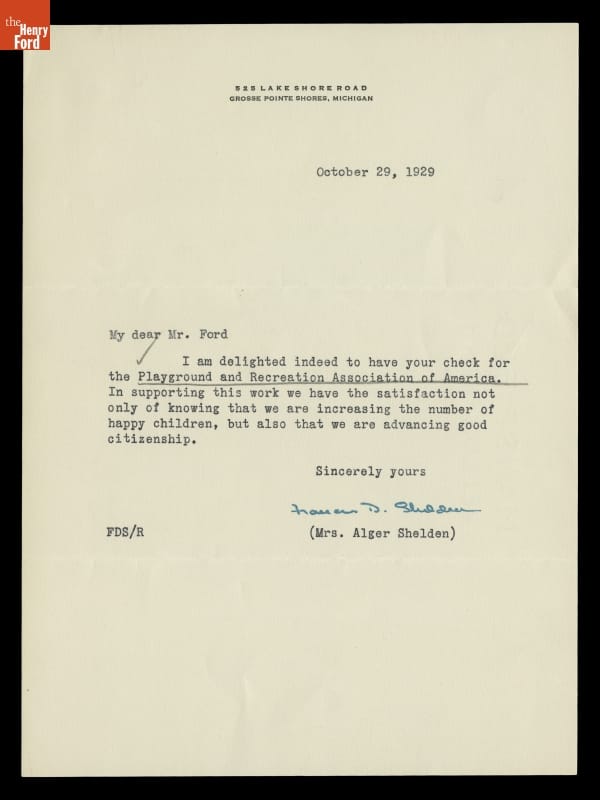 the
Henry
Ford
525 LAKE SHORE ROAD
GROSSE POINTE SHORES, MICHIGAN
October 29, 1929
My dear Mr. Ford
I am delighted indeed to have your check for
the Playground and Recreation Association of America.
In supporting this work we have the satisfaction not
only of knowing that we are increasing the number of
happy children, but also that we are advancing good
citizenship.
Sincerely yours
Frances D. Shelden
FDS/R
(Mrs. Alger Shelden)